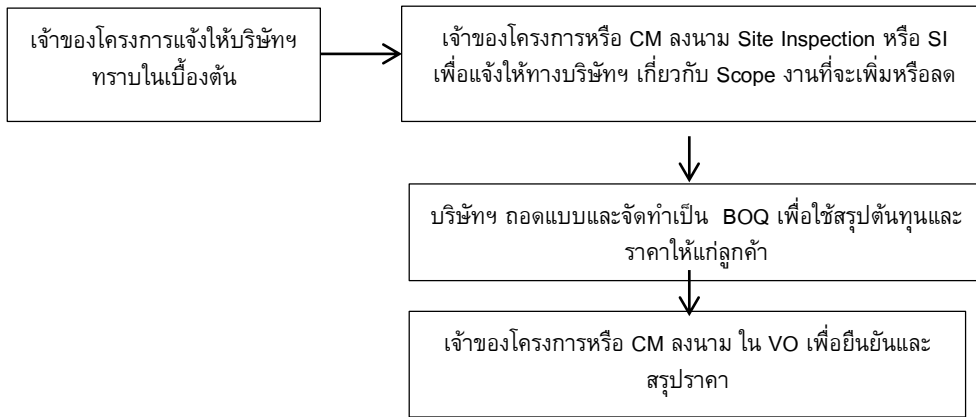 เจ้าของโครงการแจ้งให้บริษัทฯ
ทราบในเบื้องต้น
เจ้าของโครงการหรือ CM ลงนาม Site Inspection หรือ SI
เพื่อแจ้งให้ทางบริษัทฯ เกี่ยวกับ Scope งานที่จะเพิ่มหรือลด
บริษัทฯ ถอดแบบและจัดทำเป็น BOQ เพื่อใช้สรุปต้นทุนและ
ราคาให้แก่ลูกค้า
เจ้าของโครงการหรือ CM ลงนาม ใน VO เพื่อยืนยันและ
สรุปราคา